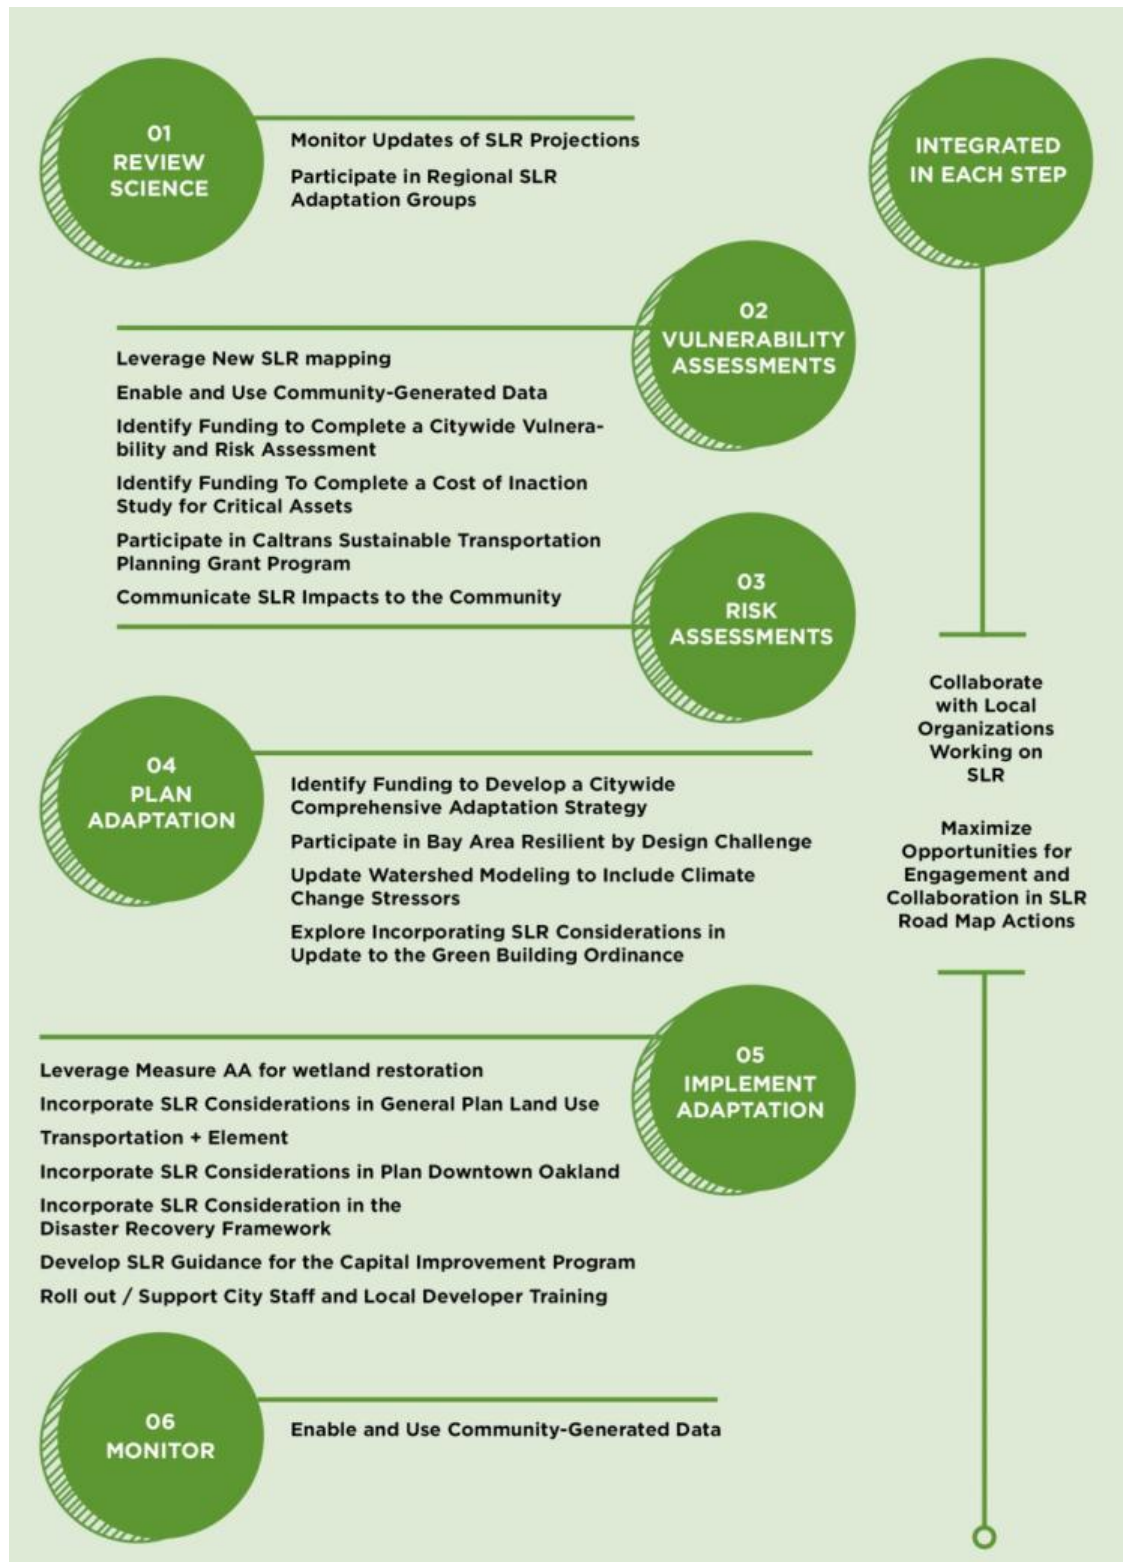 01
REVIEW
SCIENCE
Monitor Updates of SLR Projections
Participate in Regional SLR
Adaptation Groups
INTEGRATED
IN EACH STEP
02
VULNERABILITY
ASSESSMENTS
Leverage New SLR mapping
Enable and Use Community-Generated Data
Identify Funding to Complete a Citywide Vulnera-
bility and Risk Assessment
Identify Funding To Complete a Cost of Inaction
Study for Critical Assets
Participate in Caltrans Sustainable Transportation
Planning Grant Program
Communicate SLR Impacts to the Community
03
RISK
ASSESSMENTS
Collaborate
with Local
Organizations
Working on
SLR
Maximize
Opportunities for
Engagement and
Collaboration in SLR
Road Map Actions
04
PLAN
ADAPTATION
Identify Funding to Develop a Citywide
Comprehensive Adaptation Strategy
Participate in Bay Area Resilient by Design Challenge
Update Watershed Modeling to Include Climate
Change Stressors
Explore Incorporating SLR Considerations in
Update to the Green Building Ordinance
05
IMPLEMENT
ADAPTATION
Leverage Measure AA for wetland restoration
Incorporate SLR Considerations in General Plan Land Use
Transportation + Element
Incorporate SLR Considerations in Plan Downtown Oakland
Incorporate SLR Consideration in the
Disaster Recovery Framework
Develop SLR Guidance for the Capital Improvement Program
Roll out / Support City Staff and Local Developer Training
06
MONITOR
Enable and Use Community-Generated Data